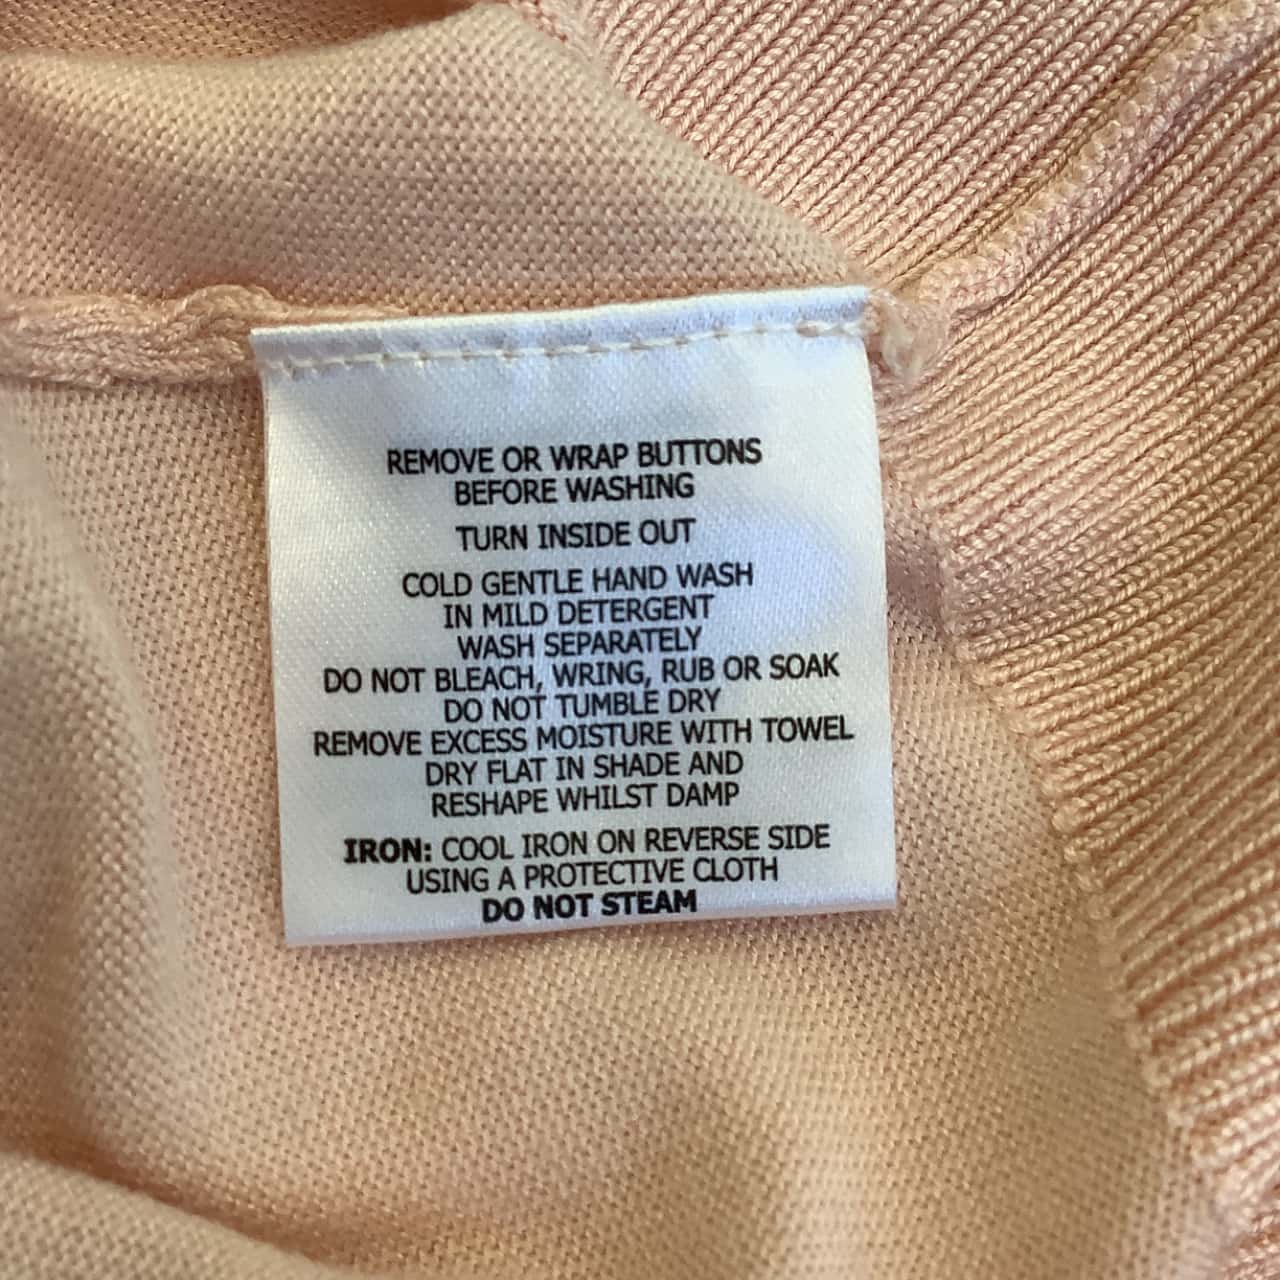 REMOVE OR WRAP BUTTONS
BEFORE WASHING
TURN INSIDE OUT
COLD GENTLE HAND WASH
IN MILD DETERGENT
WASH SEPARATELY
DO NOT BLEACH, WRING, RUB OR SOAK
DO NOT TUMBLE DRY
REMOVE EXCESS MOISTURE WITH TOWEL
DRY FLAT IN SHADE AND
RESHAPE WHILST DAMP
IRON: COOL IRON ON REVERSE SIDE
USING A PROTECTIVE CLOTH
DO NOT STEAM